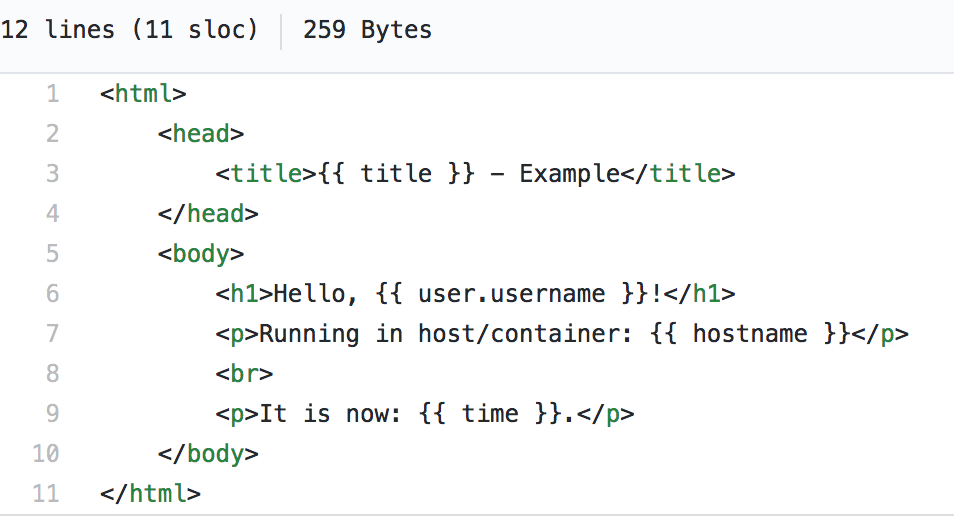 12 lines (11 sloc) 259 Bytes
1 <html>
2     <head>
3         <title>{{ title }} - Example</title>
4     </head>
5     <body>
6         <h1>Hello, {{ user.username }}!</h1>
7         <p>Running in host/container: {{ hostname }}</p>
8         <br>
9         <p>It is now: {{ time }}.</p>
10     </body>
11 </html>